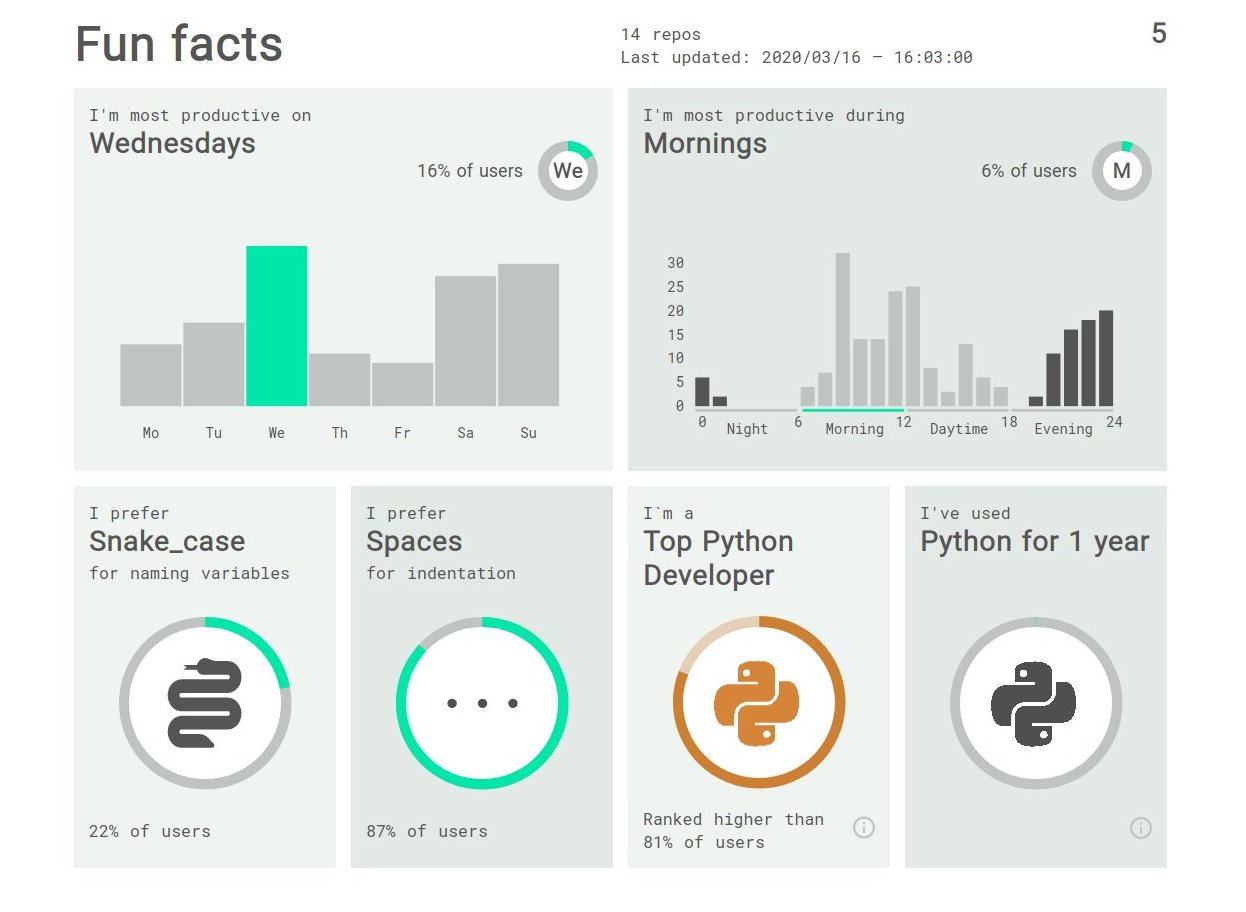 Fun facts
14 repos
Last updated: 2020/03/16 — 16:03:00
5
I'm most productive on
Wednesdays
16% of users
We
Mo Tu We Th Fr Sa Su
I'm most productive during
Mornings
6% of users
M
30
25
20
15
10
5
0
0 Night 6 Morning 12 Daytime 18 Evening 24
I prefer
Snake_case
for naming variables
22% of users
I prefer
Spaces
for indentation
87% of users
I`m a
Top Python
Developer
Ranked higher than
81% of users
I've used
Python for 1 year